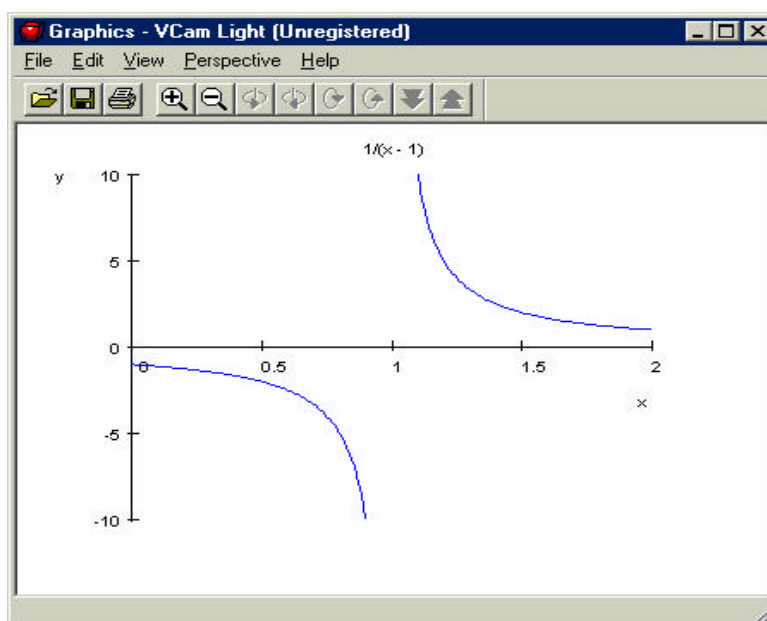 Graphics - VCam Light (Unregistered)
File Edit View Perspective Help
1/(x - 1)
y
10
5
0
0 0.5 1 1.5 2
x
-5
-10